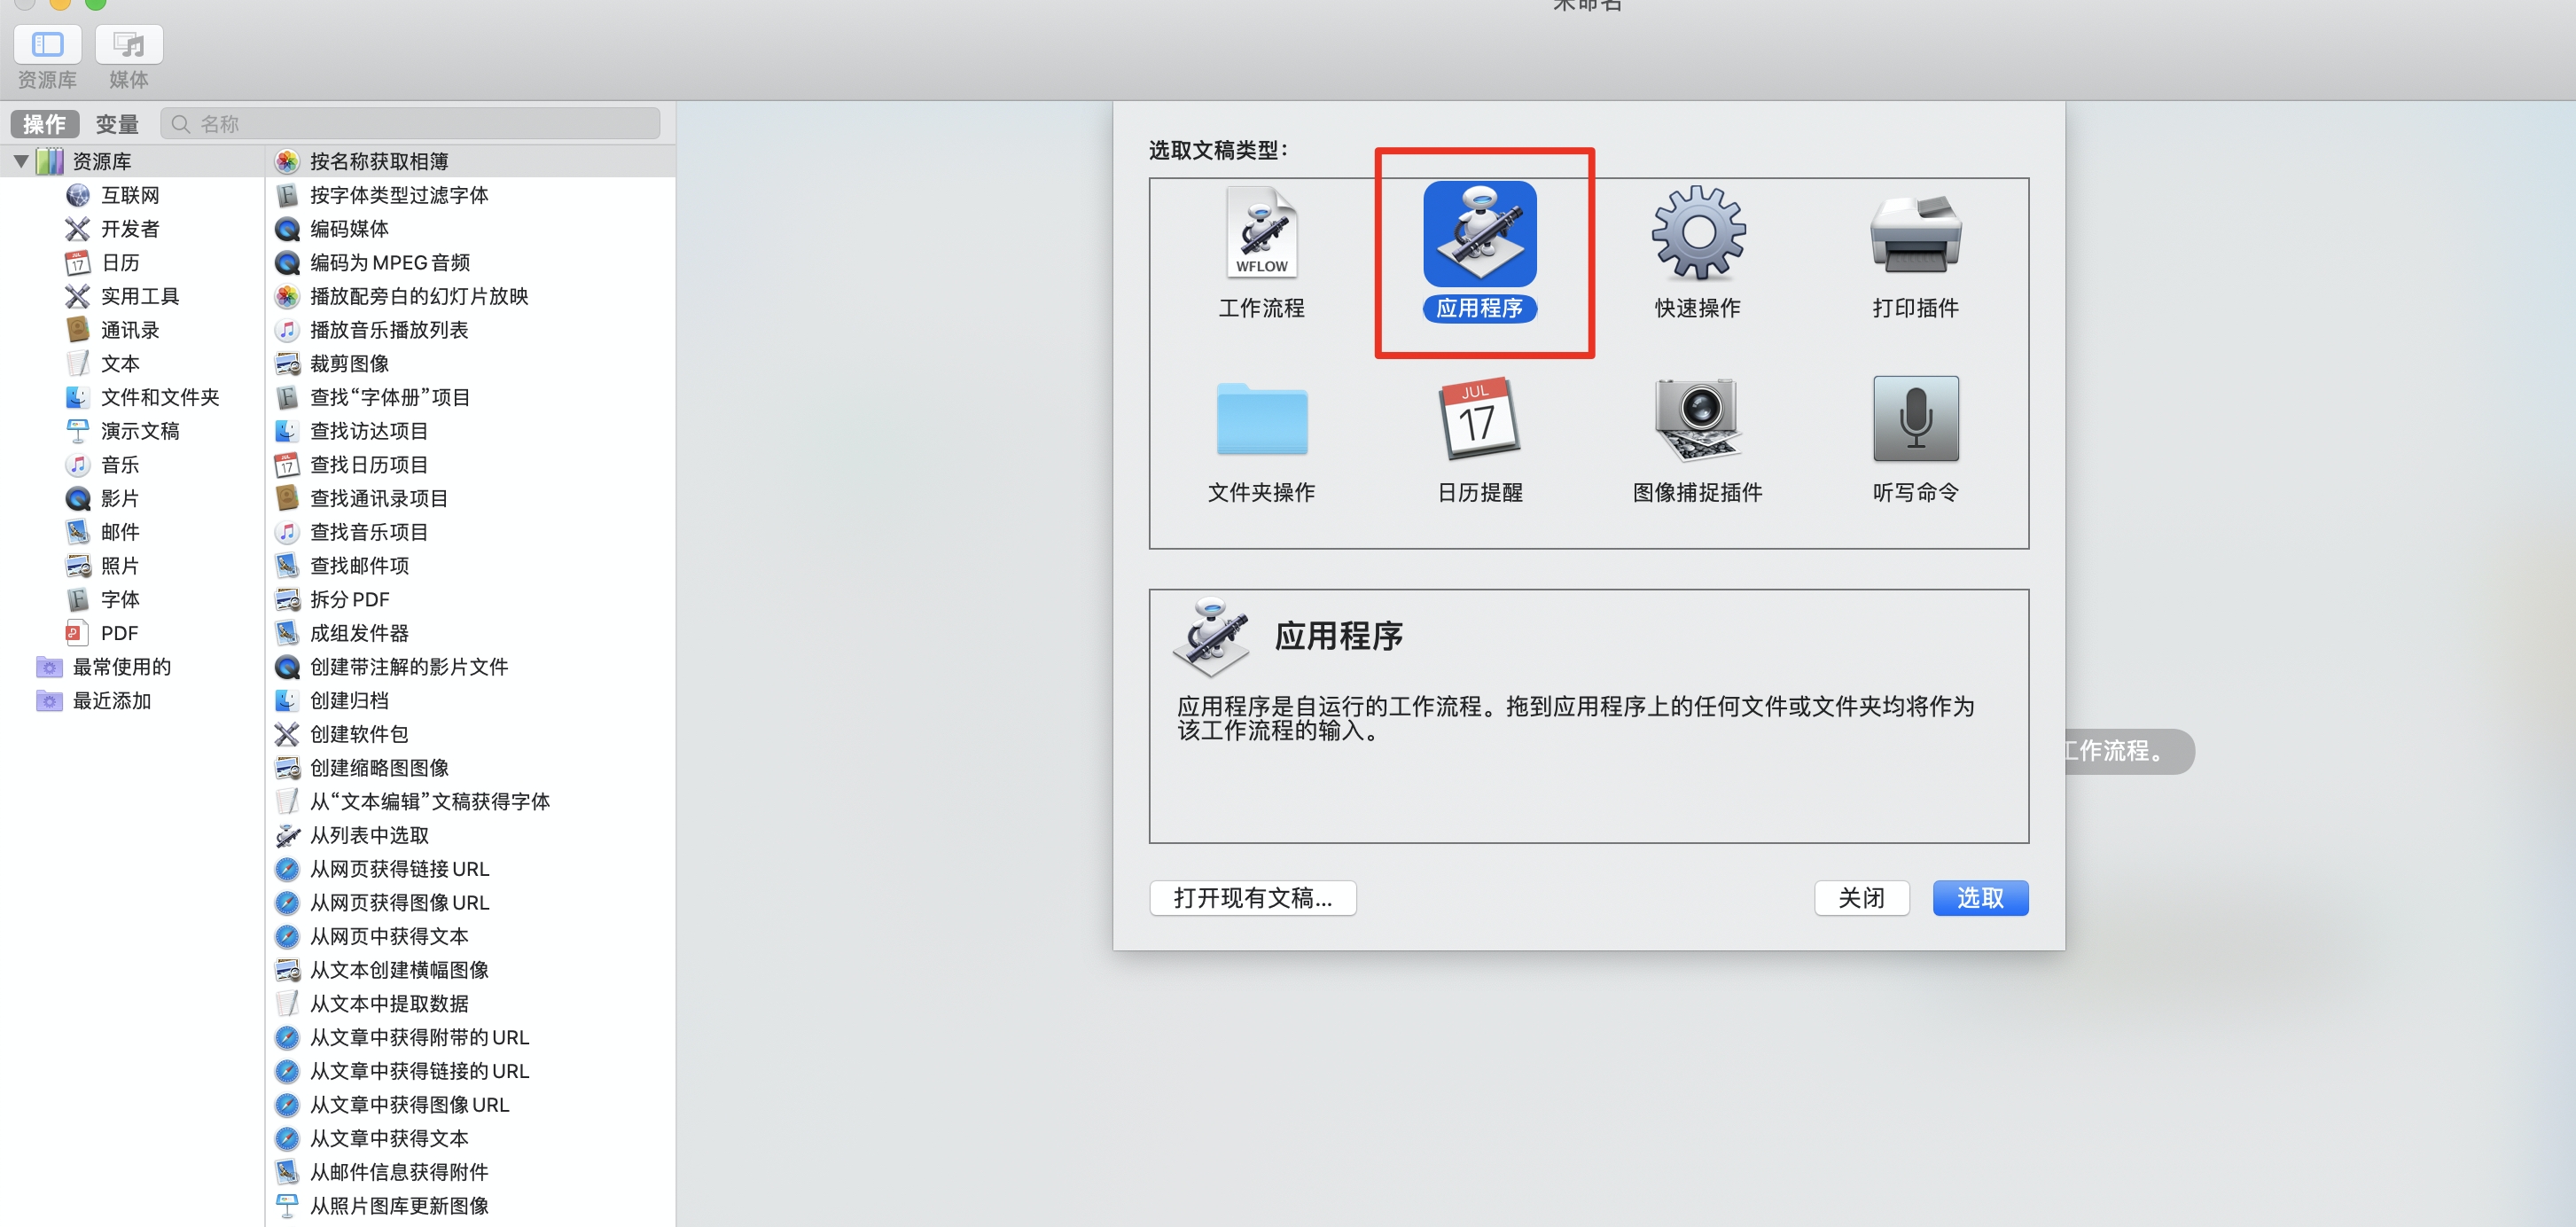 未命名
资源库
媒体
操作
变量
名称
资源库
互联网
开发者
日历
实用工具
通讯录
文本
文件和文件夹
演示文稿
音乐
影片
邮件
照片
字体
PDF
最常使用的
最近添加
按名称获取相簿
按字体类型过滤字体
编码媒体
编码为 MPEG 音频
播放配旁白的幻灯片放映
播放音乐播放列表
裁剪图像
查找“字体册”项目
查找访达项目
查找日历项目
查找通讯录项目
查找音乐项目
查找邮件项
拆分 PDF
成组发件器
创建带注解的影片文件
创建归档
创建软件包
创建缩略图图像
从“文本编辑”文稿获得字体
从列表中选取
从网页获得链接 URL
从网页获得图像 URL
从网页中获得文本
从文本创建横幅图像
从文本中提取数据
从文章中获得附带的 URL
从文章中获得链接的 URL
从文章中获得图像 URL
从文章中获得文本
从邮件信息获得附件
从照片图库更新图像
选取文稿类型：
WFLOW
工作流程
应用程序
快速操作
打印插件
JUL
17
文件夹操作
日历提醒
图像捕捉插件
听写命令
应用程序
应用程序是自运行的工作流程。拖到应用程序上的任何文件或文件夹均将作为
该工作流程的输入。
工作流程。
打开现有文稿...
关闭
选取